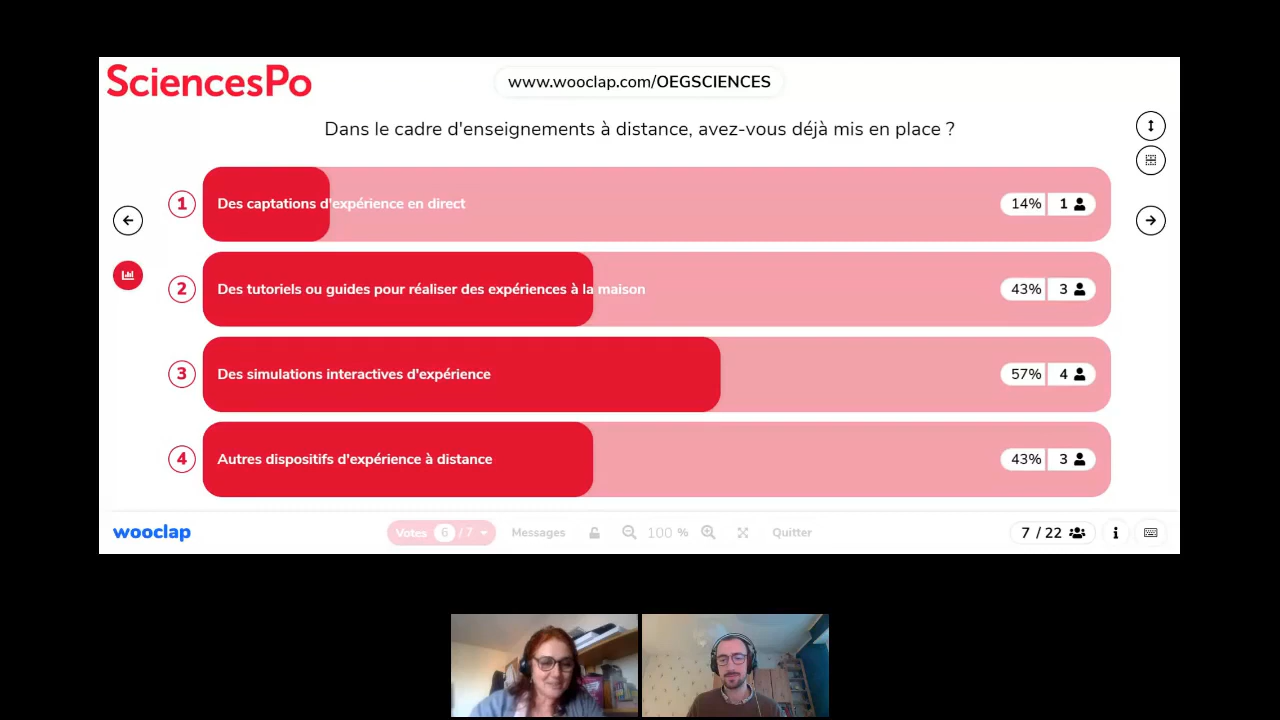 SciencesPo
www.wooclap.com/OEGSCIENCES
Dans le cadre d'enseignements à distance, avez-vous déjà mis en place ?
1 Des captations d'expérience en direct 14% 1
2 Des tutoriels ou guides pour réaliser des expériences à la maison 43% 3
3 Des simulations interactives d'expérience 57% 4
4 Autres dispositifs d'expérience à distance 43% 3
wooclap Votes 6 / 7 Messages 100 % Quitter 7 / 22